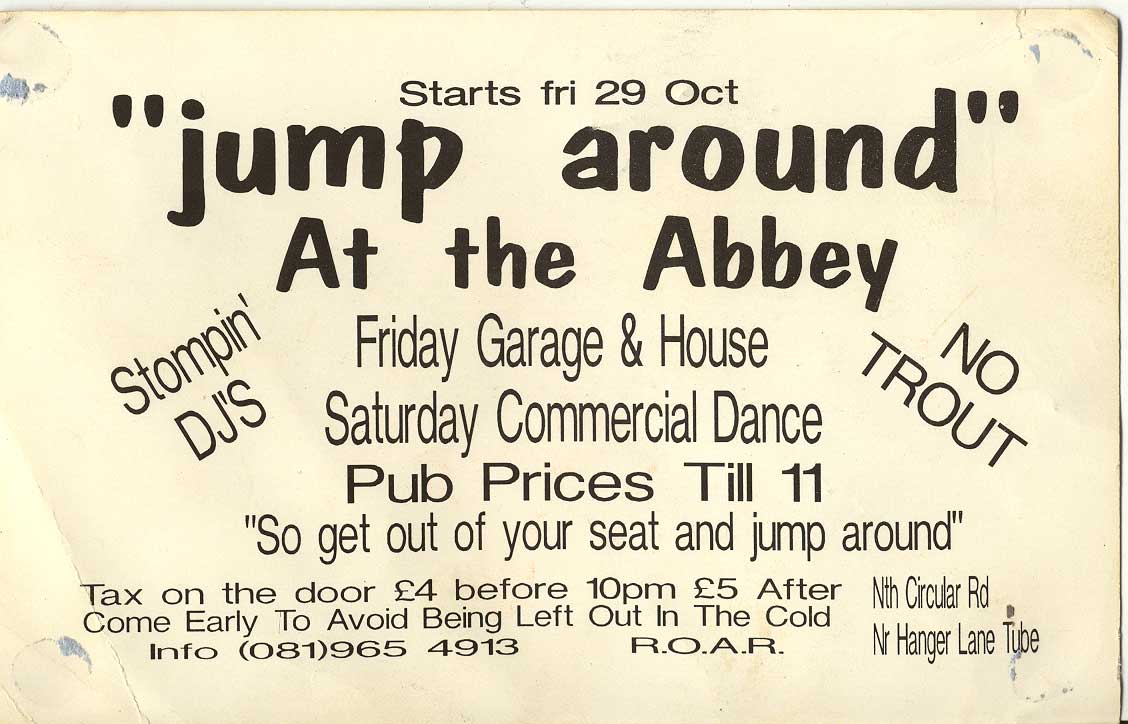 Starts fri 29 Oct
"jump around"
At the Abbey
Stompin'
DJ'S
Friday Garage & House
Saturday Commercial Dance
NO
TROUT
Pub Prices Till 11
"So get out of your seat and jump around"
Tax on the door £4 before 10pm £5 After
Come Early To Avoid Being Left Out In The Cold
Info (081)965 4913 R.O.A.R.
Nth Circular Rd
Nr Hanger Lane Tube